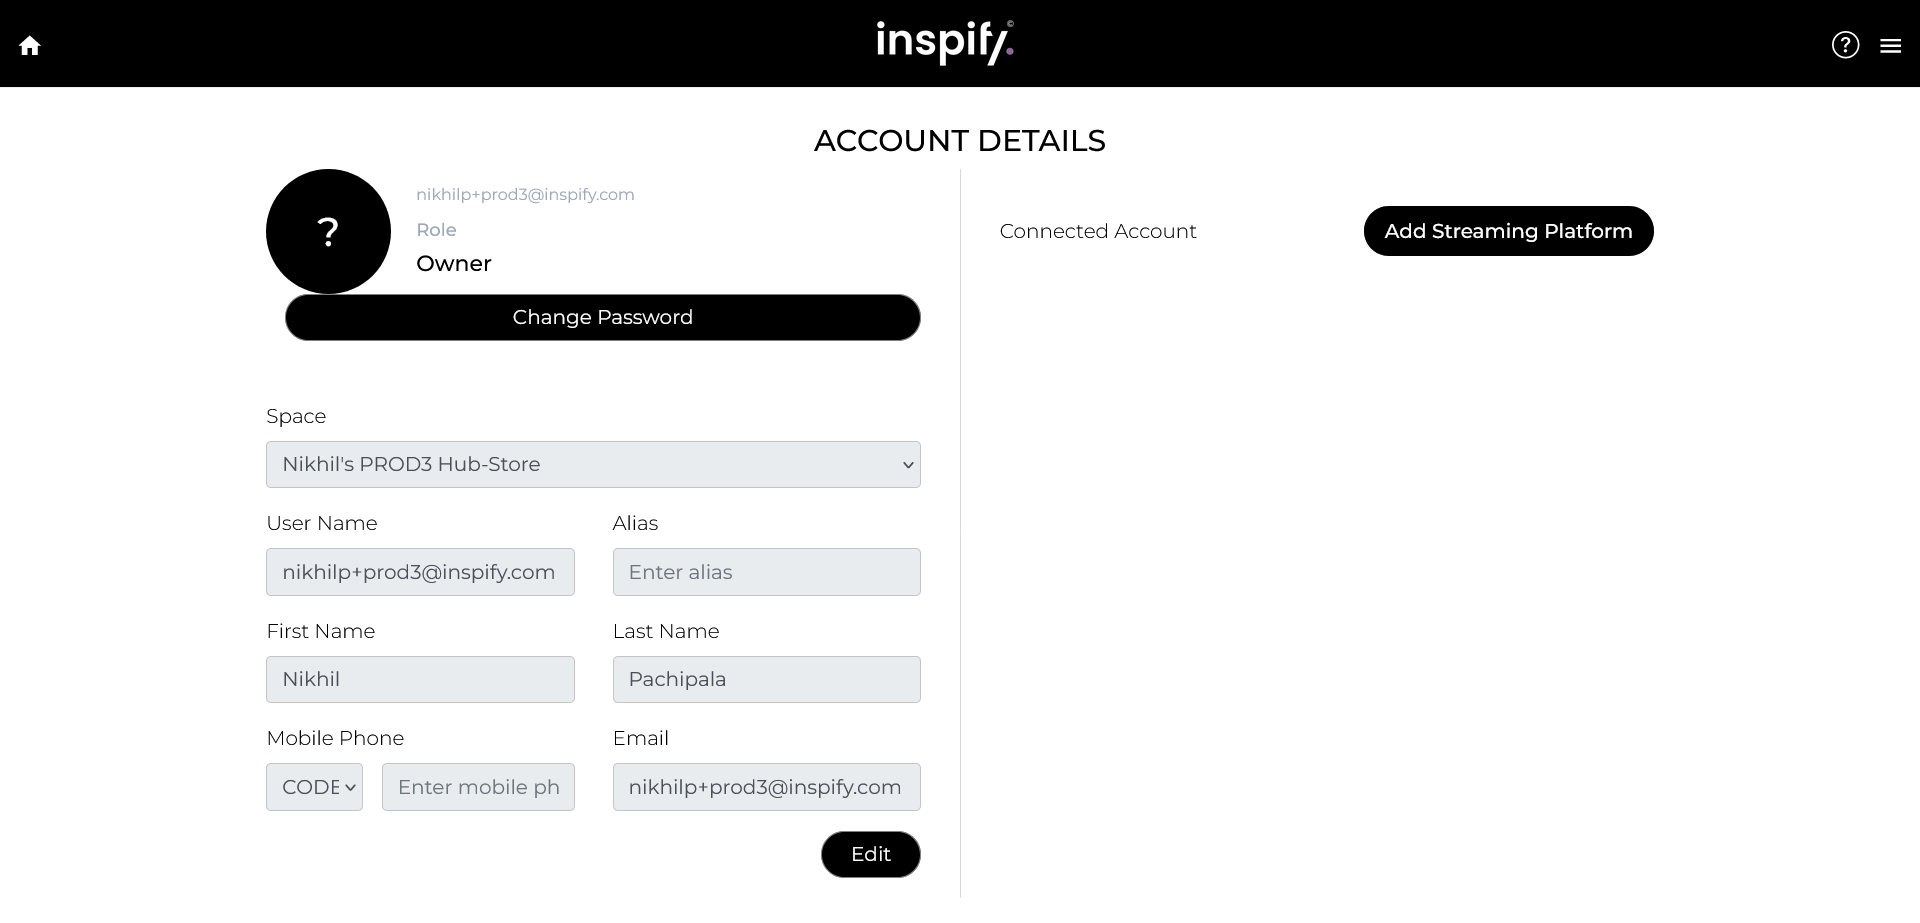 inspify.©
?
ACCOUNT DETAILS
?
nikhilp+prod3@inspify.com
Role
Owner
Change Password
Connected Account
Add Streaming Platform
Space
Nikhil's PROD3 Hub-Store
User Name
Alias
nikhilp+prod3@inspify.com
Enter alias
First Name
Last Name
Nikhil
Pachipala
Mobile Phone
Email
CODE
Enter mobile ph
nikhilp+prod3@inspify.com
Edit